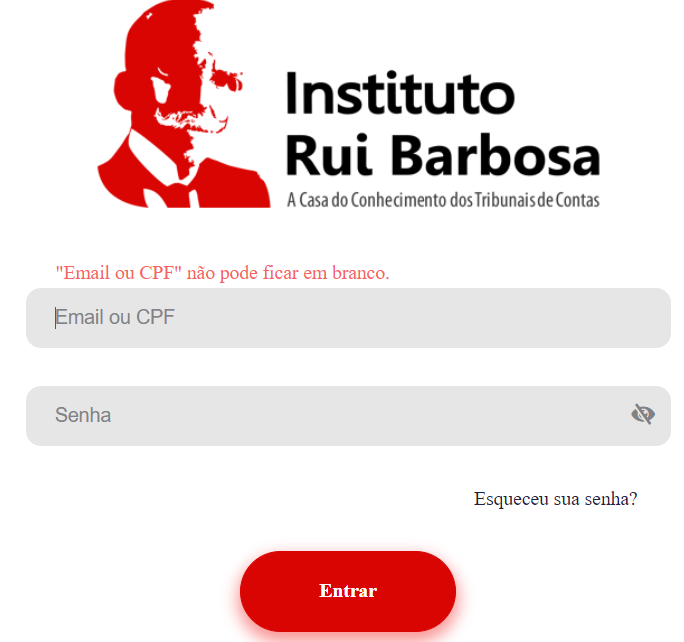 Instituto
Rui Barbosa
A Casa do Conhecimento dos Tribunais de Contas
"Email ou CPF" não pode ficar em branco.
Email ou CPF
Senha
Esqueceu sua senha?
Entrar